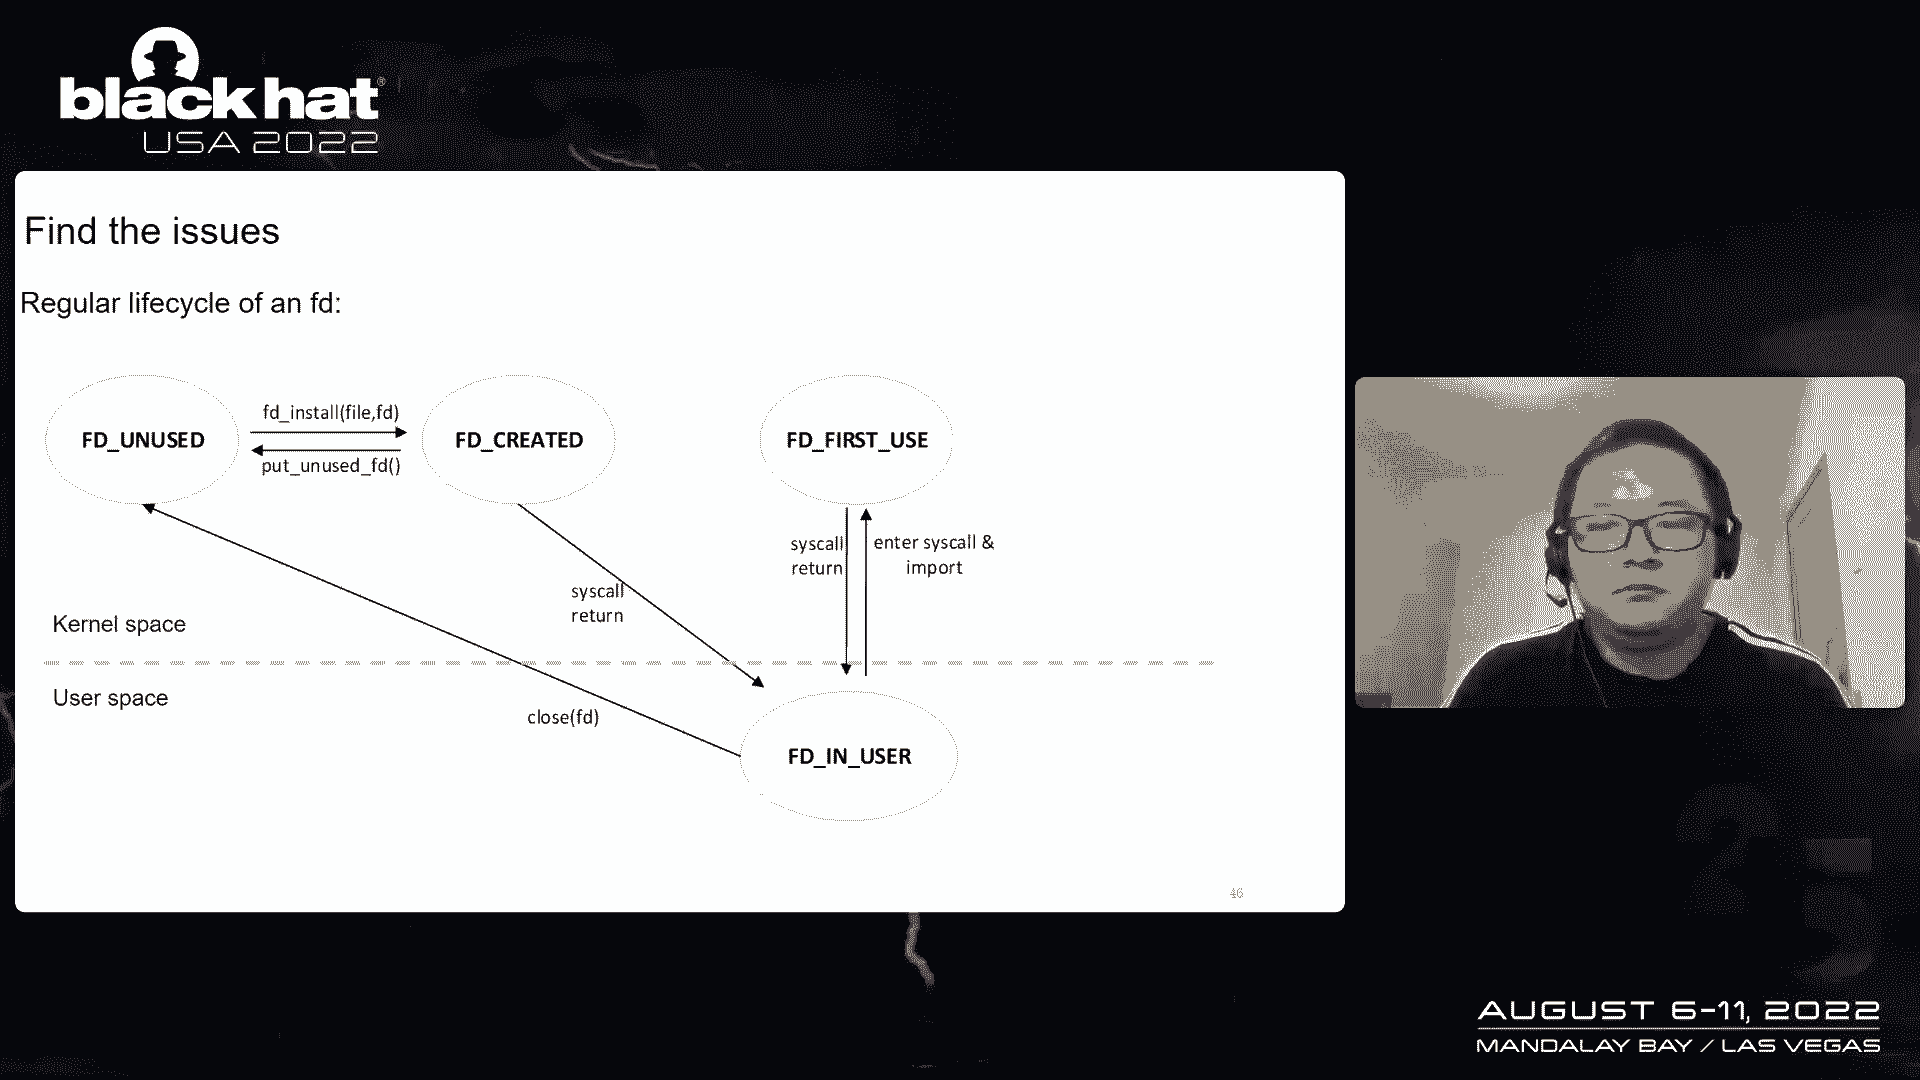 black hat®
USA 2022
Find the issues
Regular lifecycle of an fd:
FD_UNUSED
fd_install(file,fd)
put_unused_fd()
FD_CREATED
FD_FIRST_USE
syscall
return
enter syscall &
import
syscall
return
Kernel space
User space
close(fd)
FD_IN_USER
46
AUGUST 6-11, 2022
MANDALAY BAY / LAS VEGAS